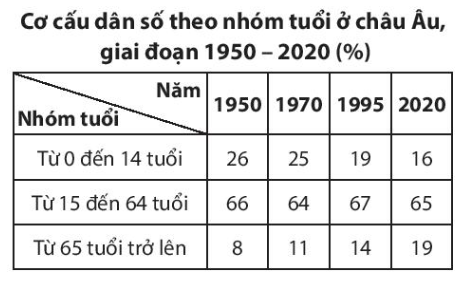 Cơ cấu dân số theo nhóm tuổi ở châu Âu,
giai đoạn 1950 – 2020 (%)
Năm
Nhóm tuổi
1950 1970 1995 2020
Từ 0 đến 14 tuổi 26 25 19 16
Từ 15 đến 64 tuổi 66 64 67 65
Từ 65 tuổi trở lên 8 11 14 19